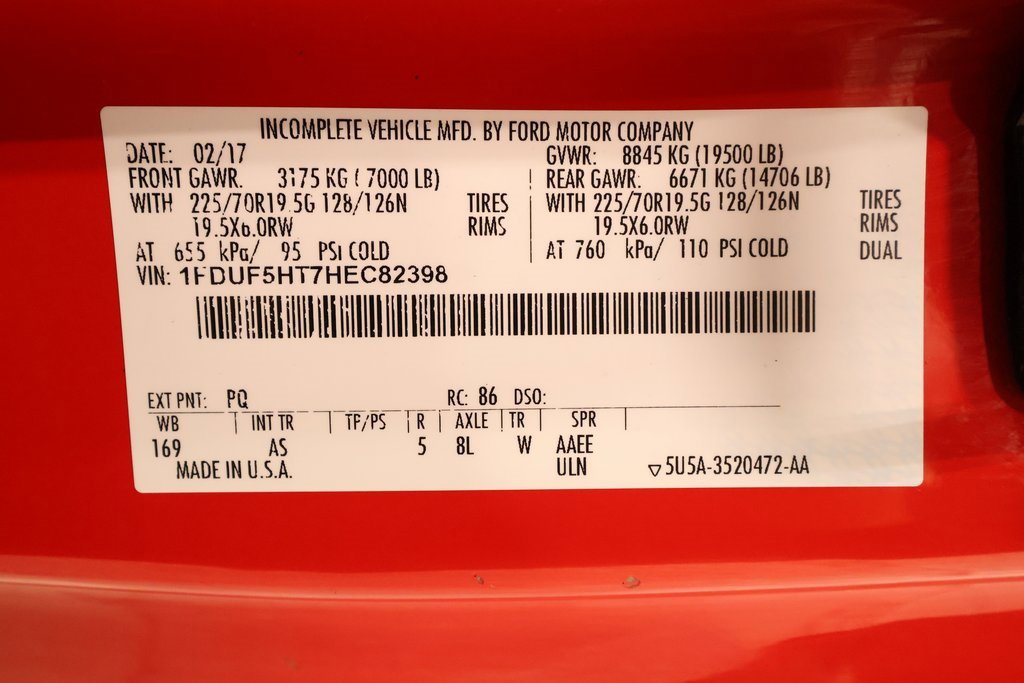 INCOMPLETE VEHICLE MFD. BY FORD MOTOR COMPANY
DATE: 02/17 GVWR: 8845 KG (19500 LB)
FRONT GAWR. 3175 KG ( 7000 LB) REAR GAWR: 6671 KG (14706 LB)
WITH 225/70R19.5G 128/126N TIRES WITH 225/70R19.5G 128/126N TIRES
19.5X6.0RW RIMS 19.5X6.0RW RIMS
AT 655 kPa/ 95 PSI COLD AT 760 kPa/ 110 PSI COLD DUAL
VIN: 1FDUF5HT7HEC82398
EXT PNT: PQ RC: 86 DSO:
WB INT TR TP/PS R AXLE TR SPR
169 AS 5 8L W AAEE
MADE IN U.S.A. ULN ▽5U5A-3520472-AA